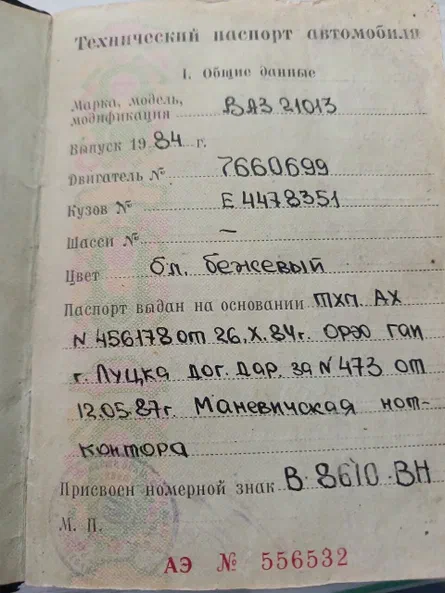 Технический паспорт автомобиля
1. Общие данные
Марка, модель,
модификация ВАЗ 21013
Выпуск 1984 г.
Двигатель № 7660699
Кузов № Е 4478351
Шасси № —
Цвет бл. бежевый
Паспорт выдан на основании тхп. АХ
N 456178 от 26.X.84г. ОРЭО ГАИ
г. Луцка дог. дар. за N 473 от
12.05.87г. Маневичская нот-
контора
Присвоен номерной знак В 8610 ВН
М. П.
АЭ № 556532